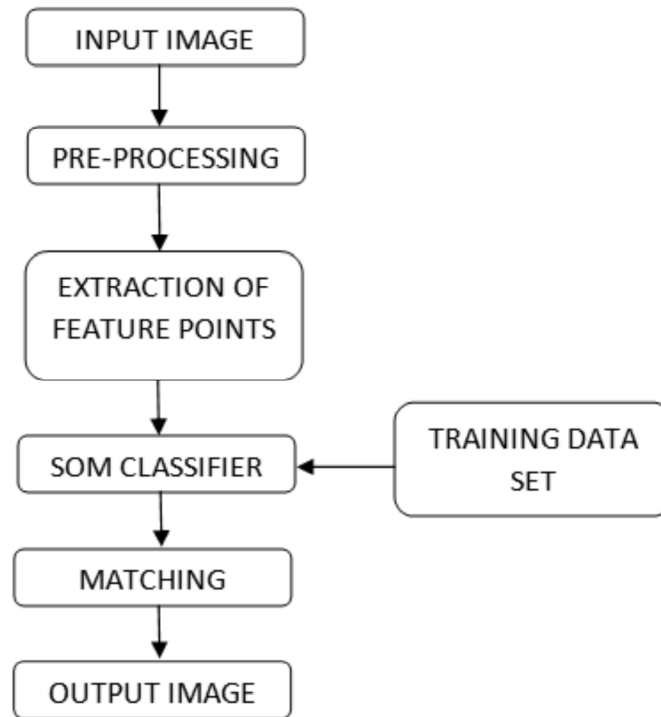 INPUT IMAGE
PRE-PROCESSING
EXTRACTION OF
FEATURE POINTS
SOM CLASSIFIER
TRAINING DATA
SET
MATCHING
OUTPUT IMAGE